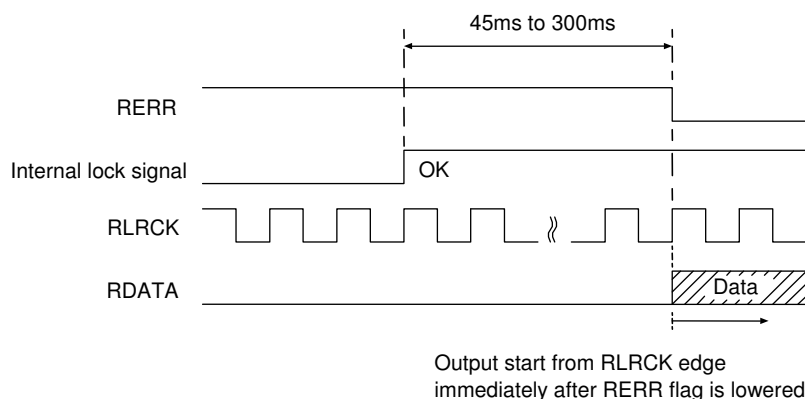 45ms to 300ms
RERR
Internal lock signal
OK
RLRCK
RDATA
Data
Output start from RLRCK edge
immediately after RERR flag is lowered